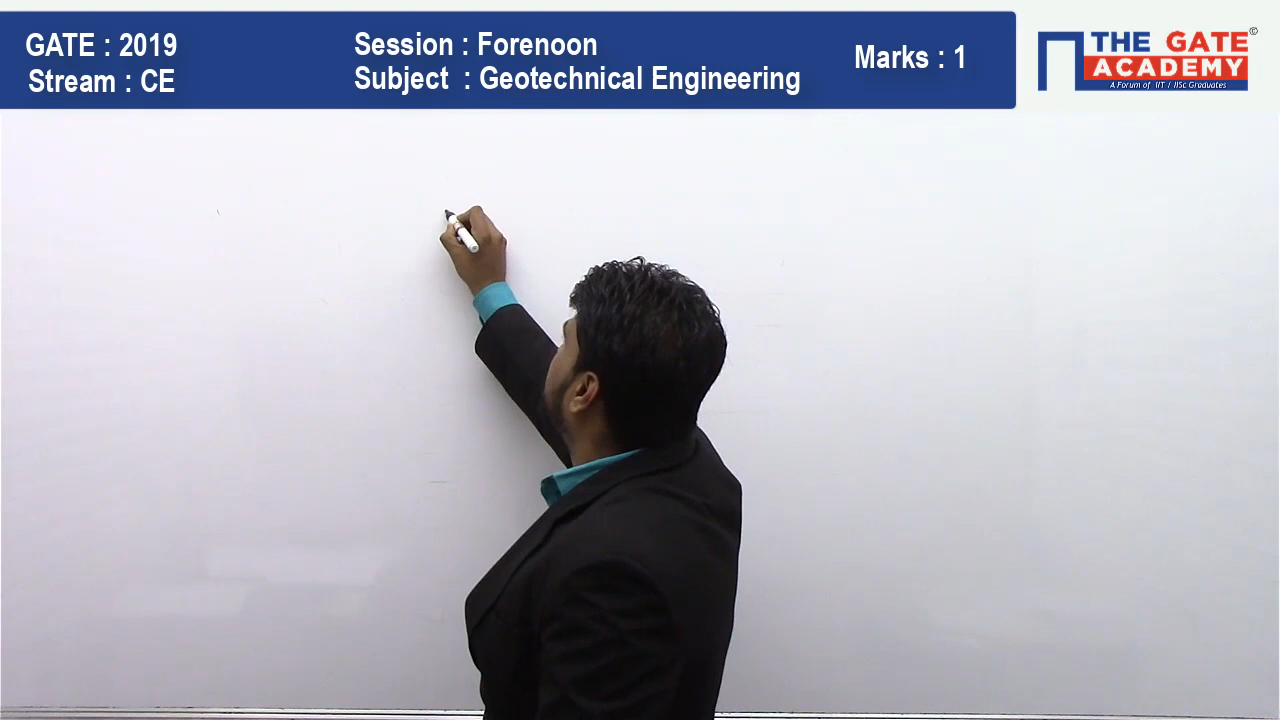 GATE : 2019
Stream : CE
Session : Forenoon
Subject : Geotechnical Engineering
Marks : 1
THE GATE
ACADEMY
©
A Forum of IIT / IISc Graduates